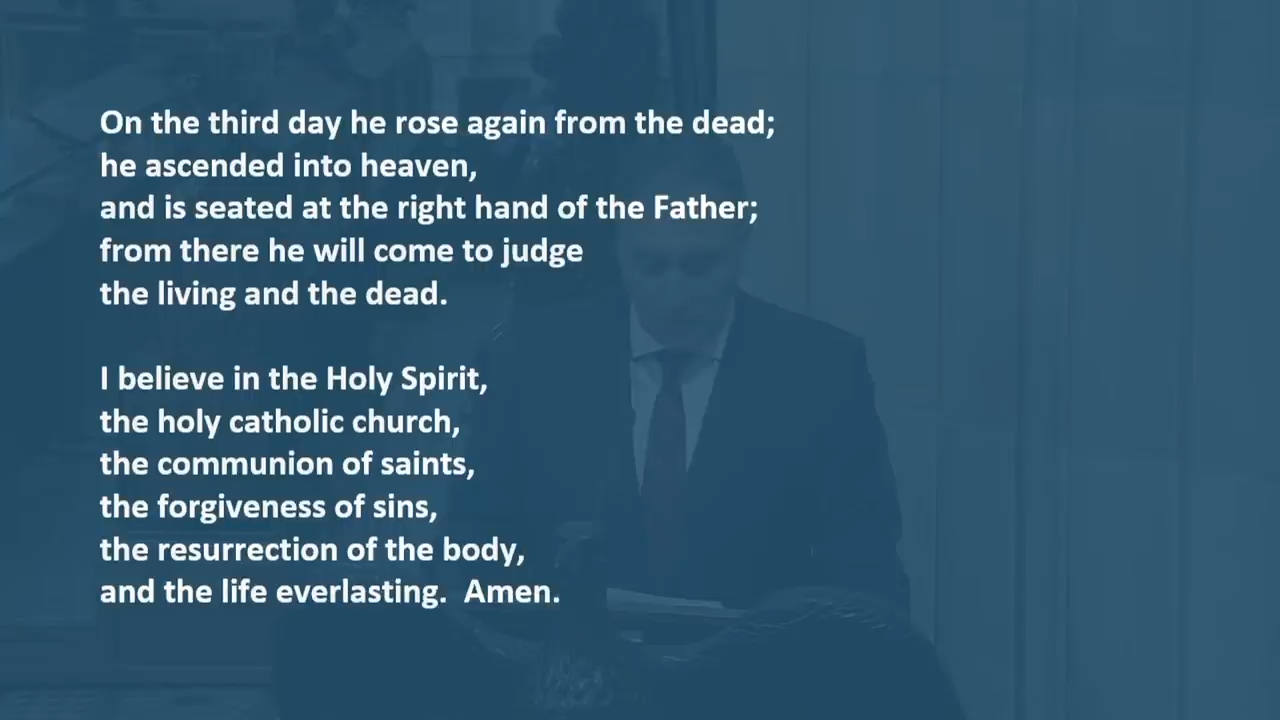 On the third day he rose again from the dead;
he ascended into heaven,
and is seated at the right hand of the Father;
from there he will come to judge
the living and the dead.
I believe in the Holy Spirit,
the holy catholic church,
the communion of saints,
the forgiveness of sins,
the resurrection of the body,
and the life everlasting.  Amen.